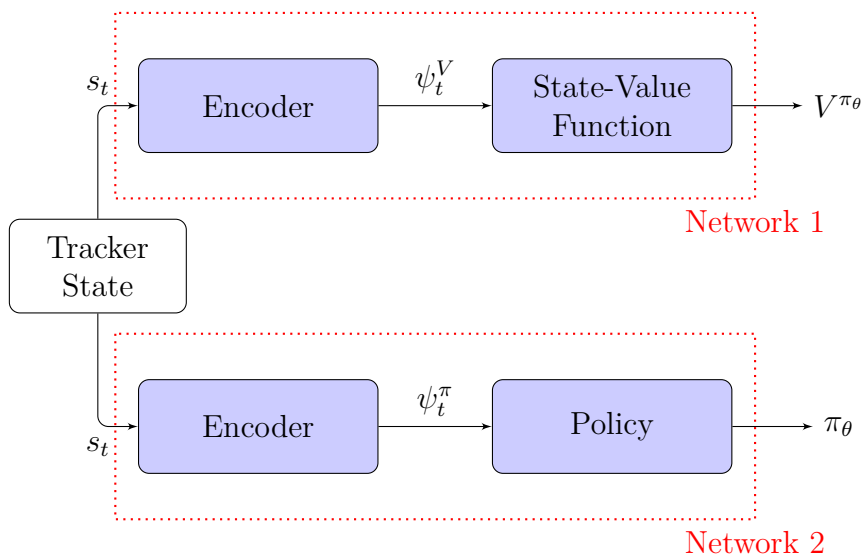 s_t
Encoder
ψ_t^V
State-Value
Function
V^{π_θ}
Network 1
Tracker
State
s_t
Encoder
ψ_t^π
Policy
π_θ
Network 2